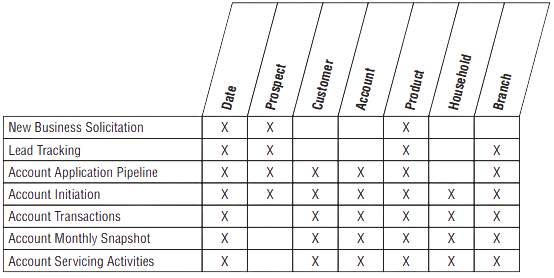 Date Prospect Customer Account Product Household Branch
New Business Solicitation X X X
Lead Tracking X X X X
Account Application Pipeline X X X X X X
Account Initiation X X X X X X X
Account Transactions X X X X X X
Account Monthly Snapshot X X X X X X
Account Servicing Activities X X X X X X